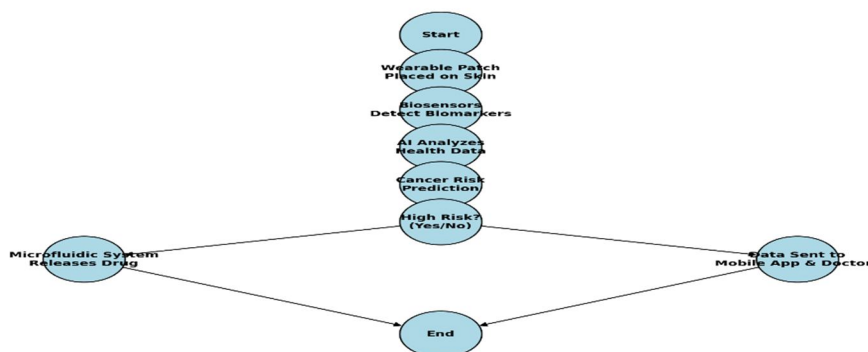 Start
Wearable Patch
Placed on Skin
Biosensors
Detect Biomarkers
AI Analyzes
Health Data
Cancer Risk
Prediction
High Risk?
(Yes/No)
Microfluidic System
Releases Drug
Data Sent to
Mobile App & Doctor
End